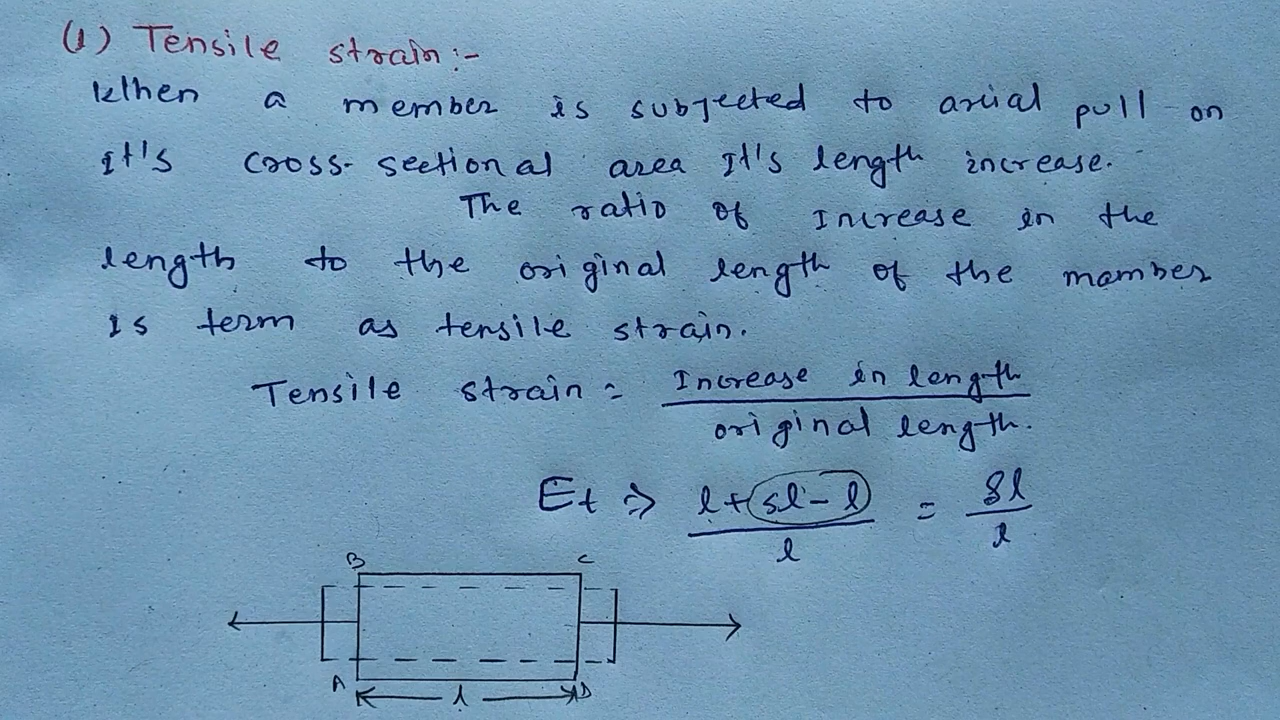 (1) Tensile strain:-
When a member is subjected to axial pull on
It's cross-sectional area It's length increase.
The ratio of Increase in the
length to the original length of the mamber
is term as tensile strain.
Tensile strain = Increase in length
original length.
Et => l+δl-l = δl
l l
B C
A D
l